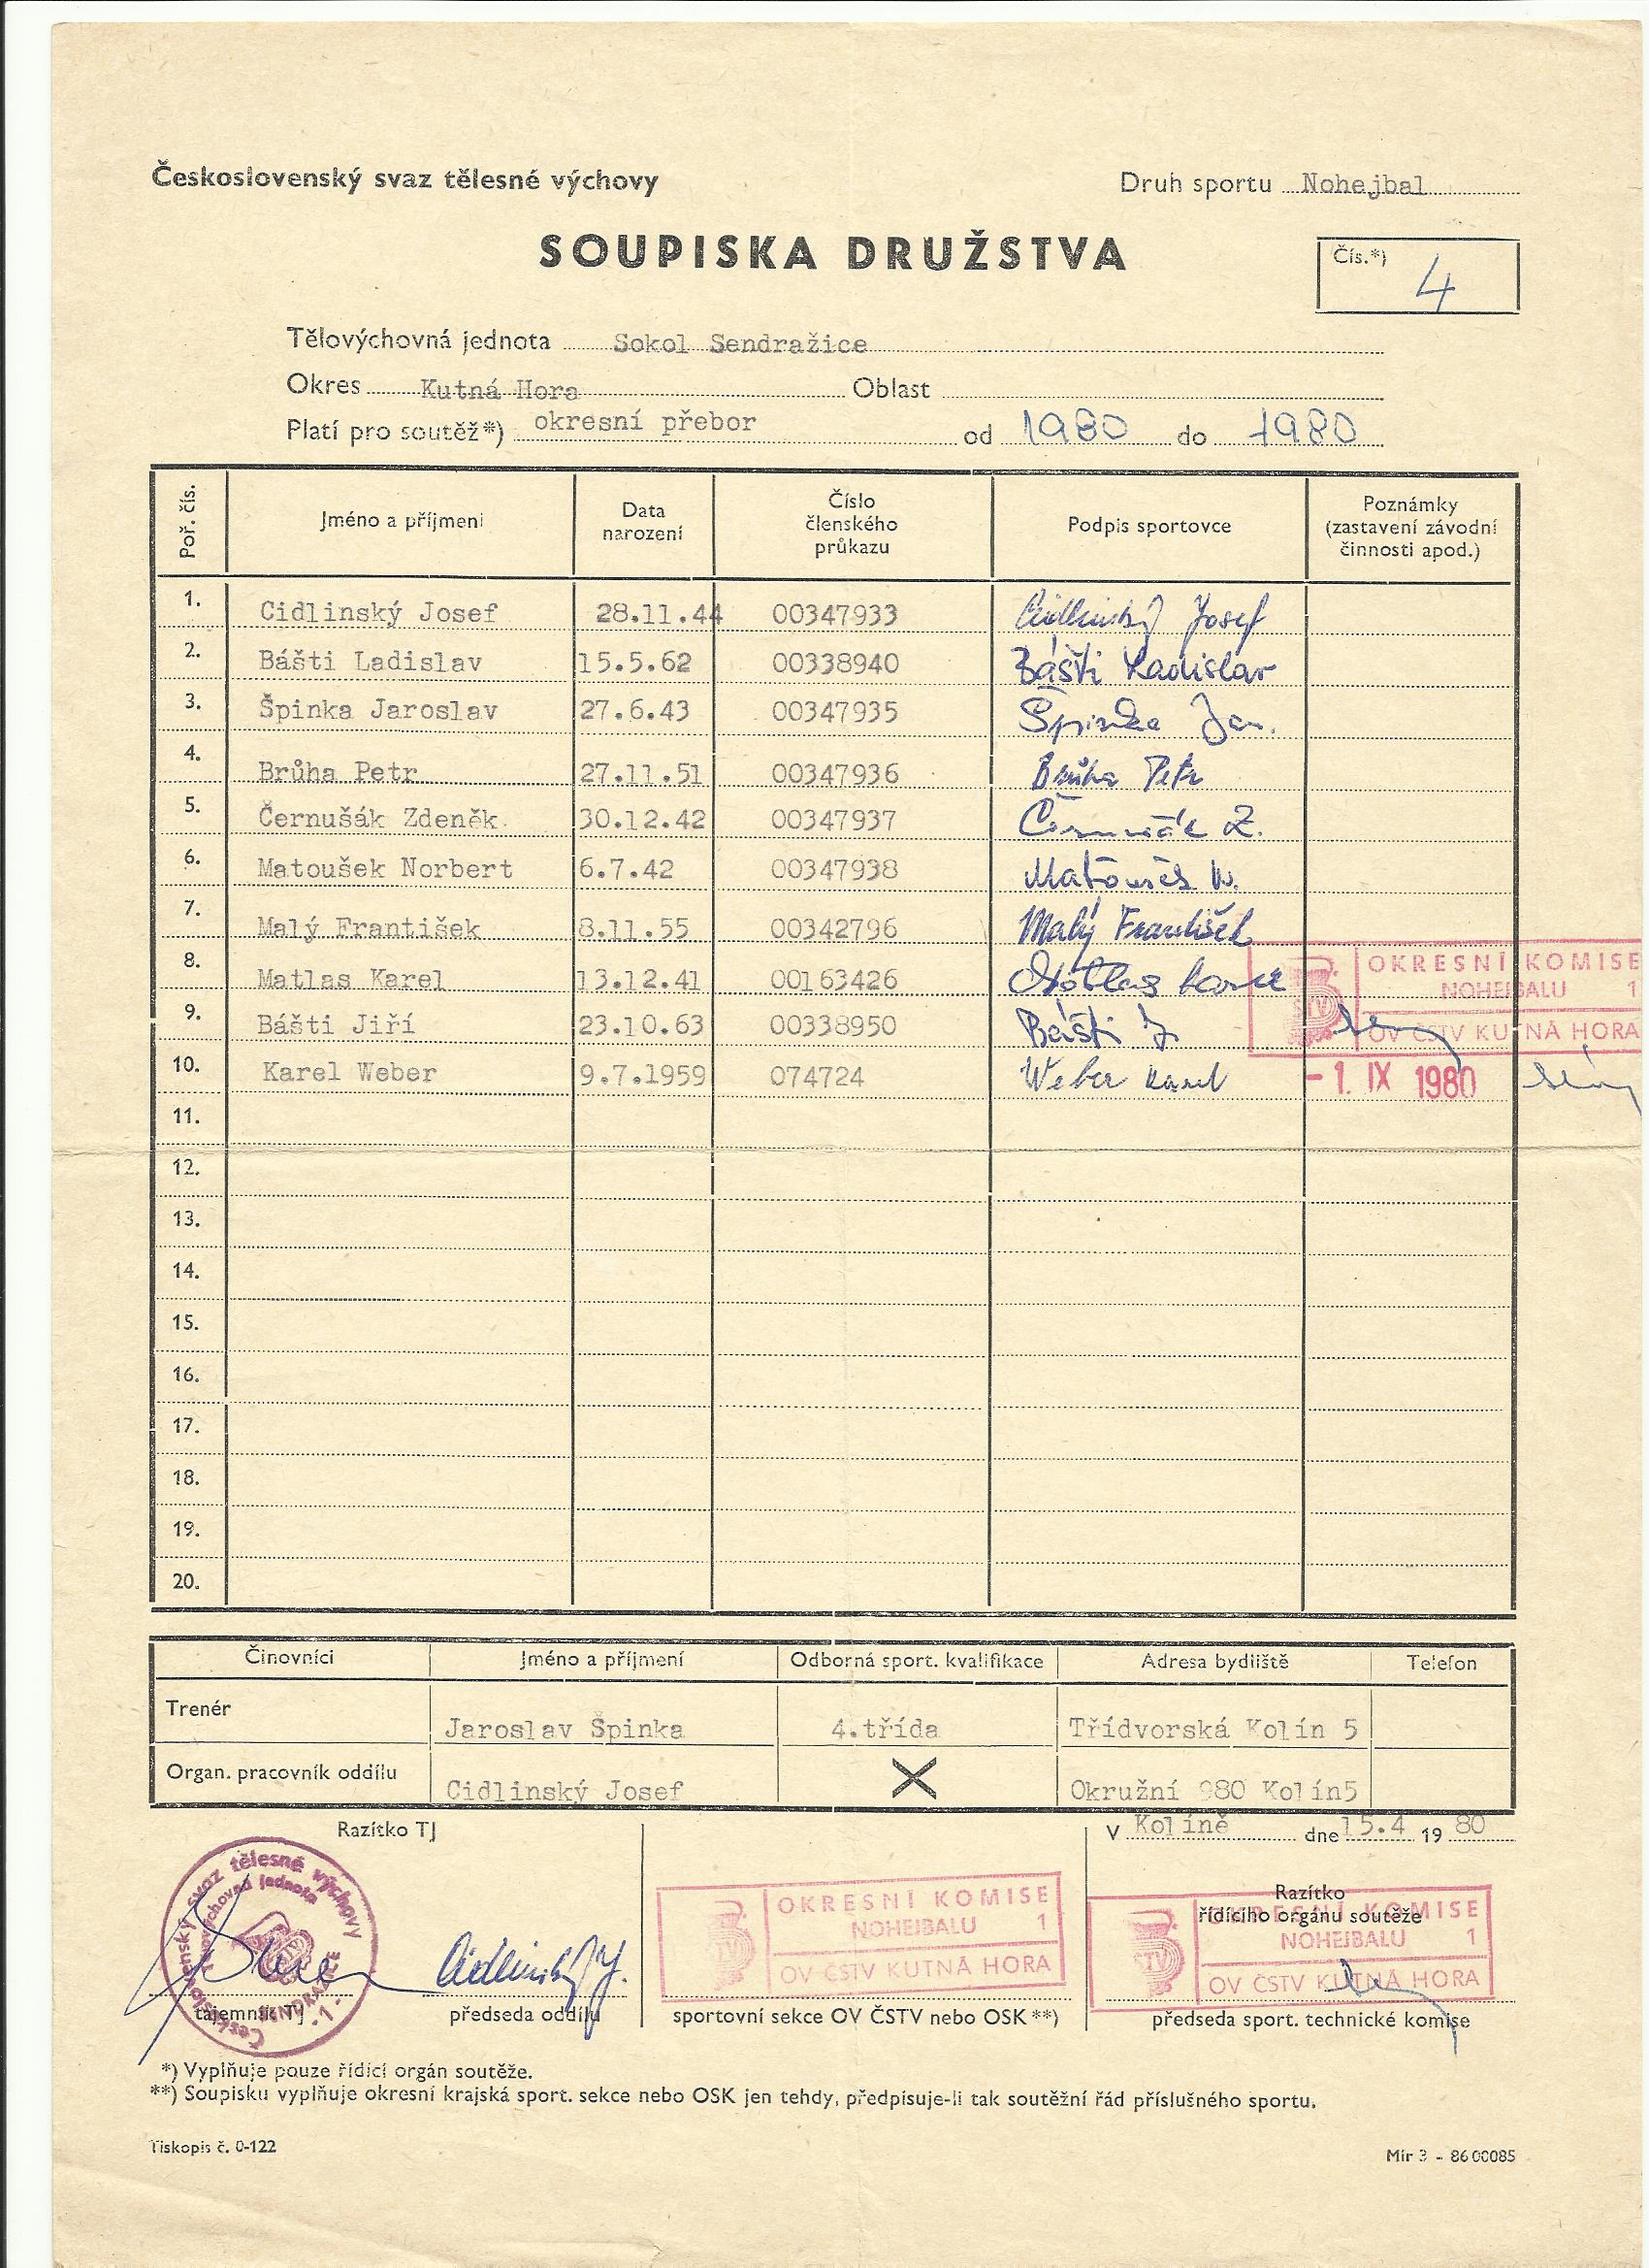 Československý svaz tělesné výchovy Druh sportu Nohejbal
SOUPISKA DRUŽSTVA
Čís.*) 4
Tělovýchovná jednota Sokol Sendražice
Okres Kutná Hora Oblast
Platí pro soutěž*) okresní přebor od 1980 do 1980
Poř. čís. Jméno a příjmení Data narození Číslo členského průkazu Podpis sportovce Poznámky (zastavení závodní činnosti apod.)
1. Cidlinský Josef 28.11.44 00347933 Cidlinský Josef
2. Bášti Ladislav 15.5.62 00338940 Bášti Ladislav
3. Špinka Jaroslav 27.6.43 00347935 Špinka Jar.
4. Brůha Petr 27.11.51 00347936 Brůha Petr
5. Černušák Zdeněk 30.12.42 00347937 Černušák Z.
6. Matoušek Norbert 6.7.42 00347938 Matoušek N.
7. Malý František 8.11.55 00342796 Malý František
8. Matlas Karel 13.12.41 00163426 Matlas Karel
OKRESNÍ KOMISE
NOHEJBALU 1
OV ČSTV KUTNÁ HORA
9. Bášti Jiří 23.10.63 00338950 Bášti J
10. Karel Weber 9.7.1959 074724 Weber Karel -1. IX 1980
11.
12.
13.
14.
15.
16.
17.
18.
19.
20.
Činovníci Jméno a příjmení Odborná sport. kvalifikace Adresa bydliště Telefon
Trenér Jaroslav Špinka 4.třída Třídvorská Kolín 5
Organ. pracovník oddílu Cidlinský Josef X Okružní 980 Kolín5
Razítko TJ
V Kolíně dne 15.4 1980
Československý svaz tělesné výchovy
Tělovýchovná jednota
SENDRAŽICE
-1-
Cidlinský J.
tajemník TJ předseda oddílu
OKRESNÍ KOMISE
NOHEJBALU 1
OV ČSTV KUTNÁ HORA
sportovní sekce OV ČSTV nebo OSK **)
Razítko
řídícího orgánu soutěže
OKRESNÍ KOMISE
NOHEJBALU 1
OV ČSTV KUTNÁ HORA
předseda sport. technické komise
*) Vyplňuje pouze řídící orgán soutěže.
**) Soupisku vyplňuje okresní krajská sport. sekce nebo OSK jen tehdy, předpisuje-li tak soutěžní řád příslušného sportu.
Tiskopis č. 0-122 Mír 3 - 86 00085